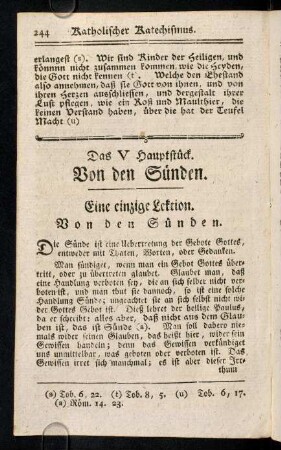 244 Katholischer Katechismus.
erlangest (s). Wir sind Kinder der Heiligen, und
können nicht zusammen kommen, wie die Heyden,
die Gott nicht kennen (t). Welche den Ehestand
also annehmen, daß sie Gott von ihnen, und von
ihren Herzen ausschliessen, und dergestalt ihrer
Lust pflegen, wie ein Roß und Maulthier, die
keinen Verstand haben, über die hat der Teufel
Macht (u)
Das V Hauptstück.
Von den Sünden.
Eine einzige Lektion.
Von den Sünden.
Die Sünde ist eine Uebertretung der Gebote Gottes,
entweder mit Thaten, Worten, oder Gedanken.
Man sündiget, wenn man ein Gebot Gottes über-
tritt, oder zu übertreten glaubet. Glaubet man, daß
eine Handlung verboten sey, die an sich selber nicht ver-
boten ist, und man thut sie dannoch, so ist eine solche
Handlung Sünde; ungeachtet sie an sich selbst nicht wi-
der Gottes Gebot ist. Dieß lehret der heilige Paulus,
da er schreibt: alles aber, daß nicht aus dem Glau-
ben ist, das ist Sünde (a). Man soll dahero nie-
mals wider seinen Glauben, das heißt, wider sein
Gewissen handeln; denn das Gewissen verkündiget
uns unmittelbar, was geboten oder verboten ist. Das
Gewissen irret sich manchmal; es ist aber dieser Irr-
thum
(s) Tob. 6, 22. (t) Tob. 8, 5. (u) Tob. 6, 17.
(a) Röm. 14. 23.